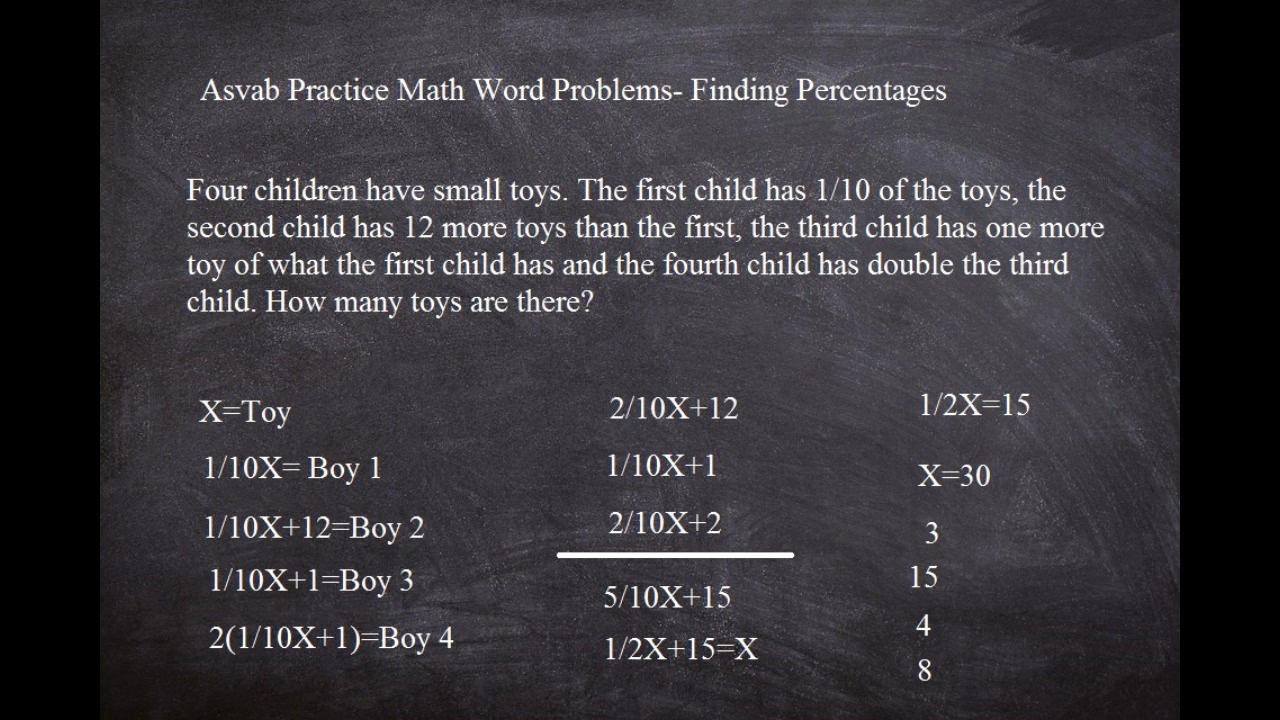 Asvab Practice Math Word Problems- Finding Percentages
Four children have small toys. The first child has 1/10 of the toys, the
second child has 12 more toys than the first, the third child has one more
toy of what the first child has and the fourth child has double the third
child. How many toys are there?
X=Toy
1/10X= Boy 1
1/10X+12=Boy 2
1/10X+1=Boy 3
2(1/10X+1)=Boy 4
2/10X+12
1/10X+1
2/10X+2
5/10X+15
1/2X+15=X
1/2X=15
X=30
3
15
4
8